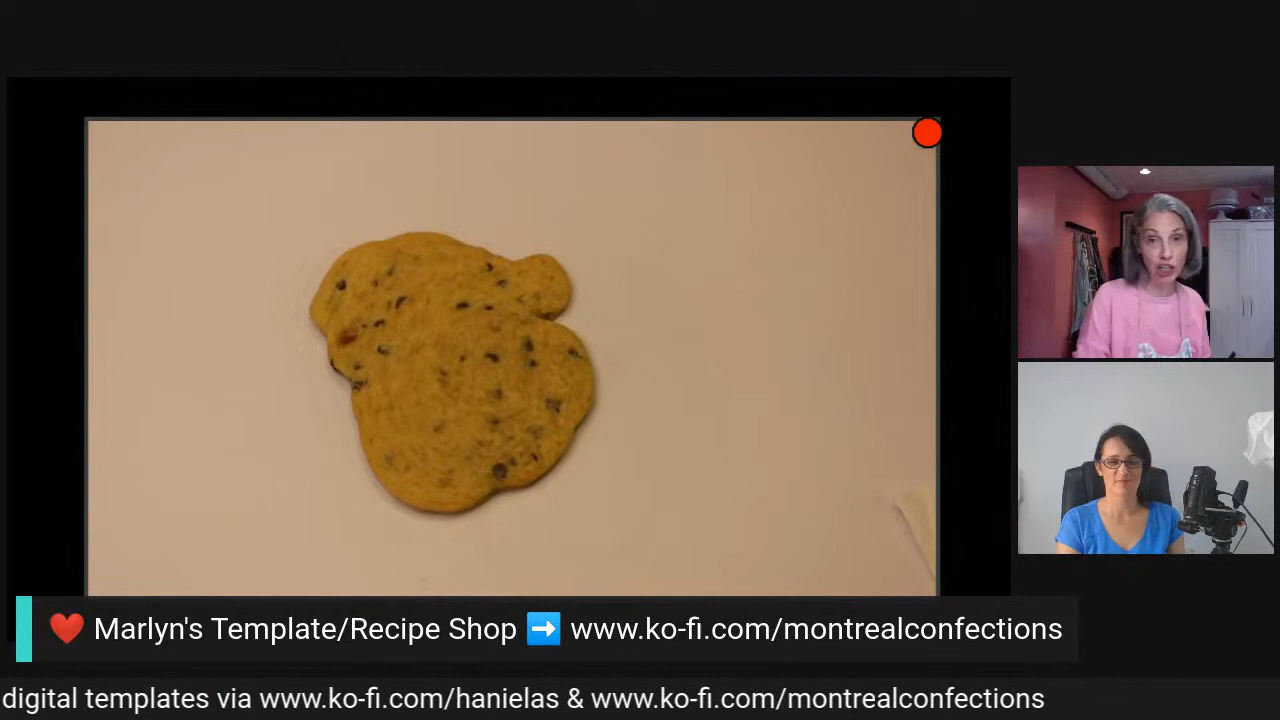 ❤️ Marlyn's Template/Recipe Shop ➡️ www.ko-fi.com/montrealconfections
digital templates via www.ko-fi.com/hanielas & www.ko-fi.com/montrealconfections